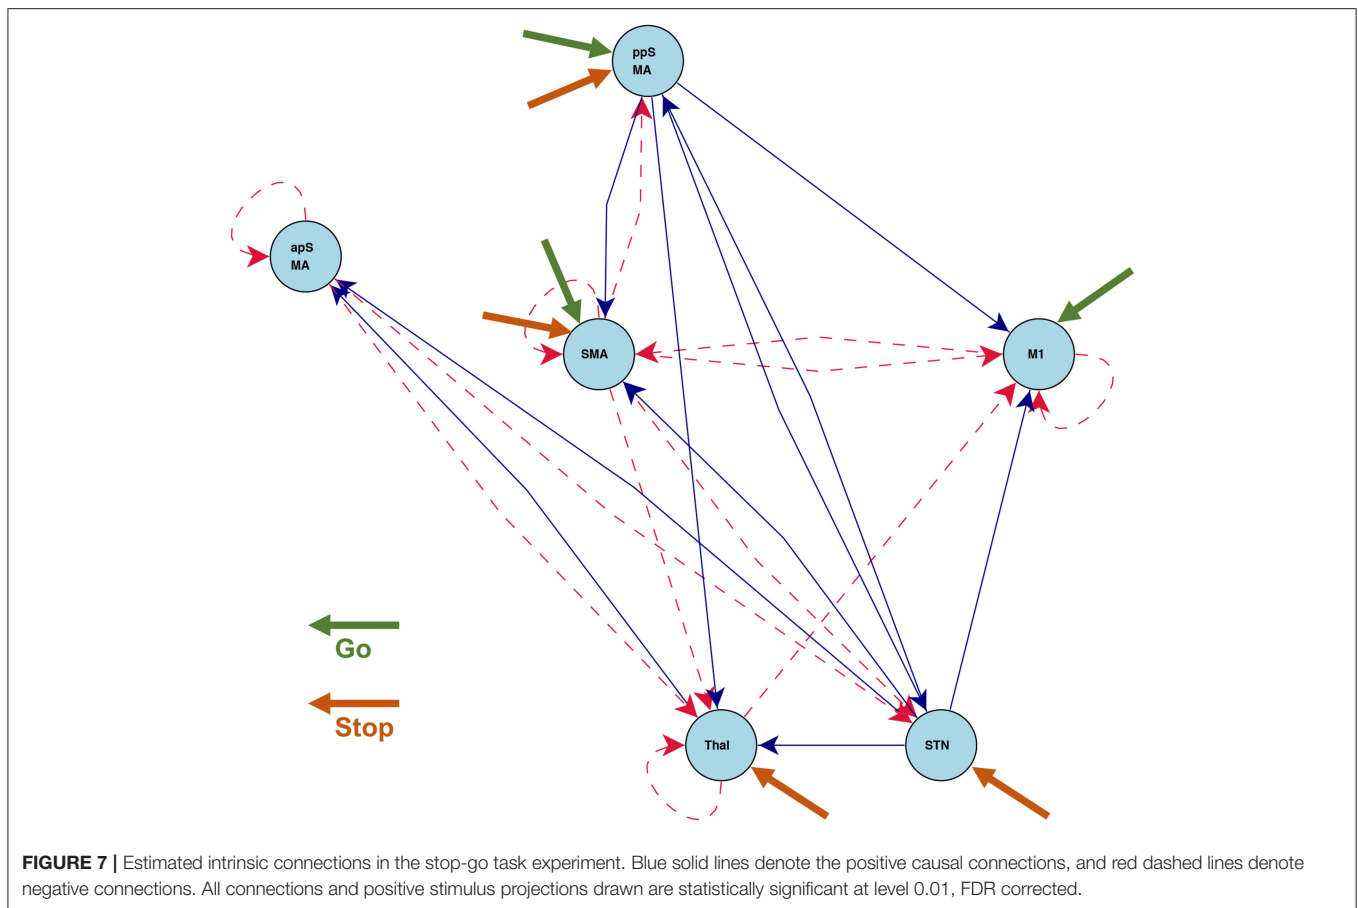 ppS
MA
apS
MA
SMA
M1
Go
Stop
Thal
STN
FIGURE 7 | Estimated intrinsic connections in the stop-go task experiment. Blue solid lines denote the positive causal connections, and red dashed lines denote
negative connections. All connections and positive stimulus projections drawn are statistically significant at level 0.01, FDR corrected.